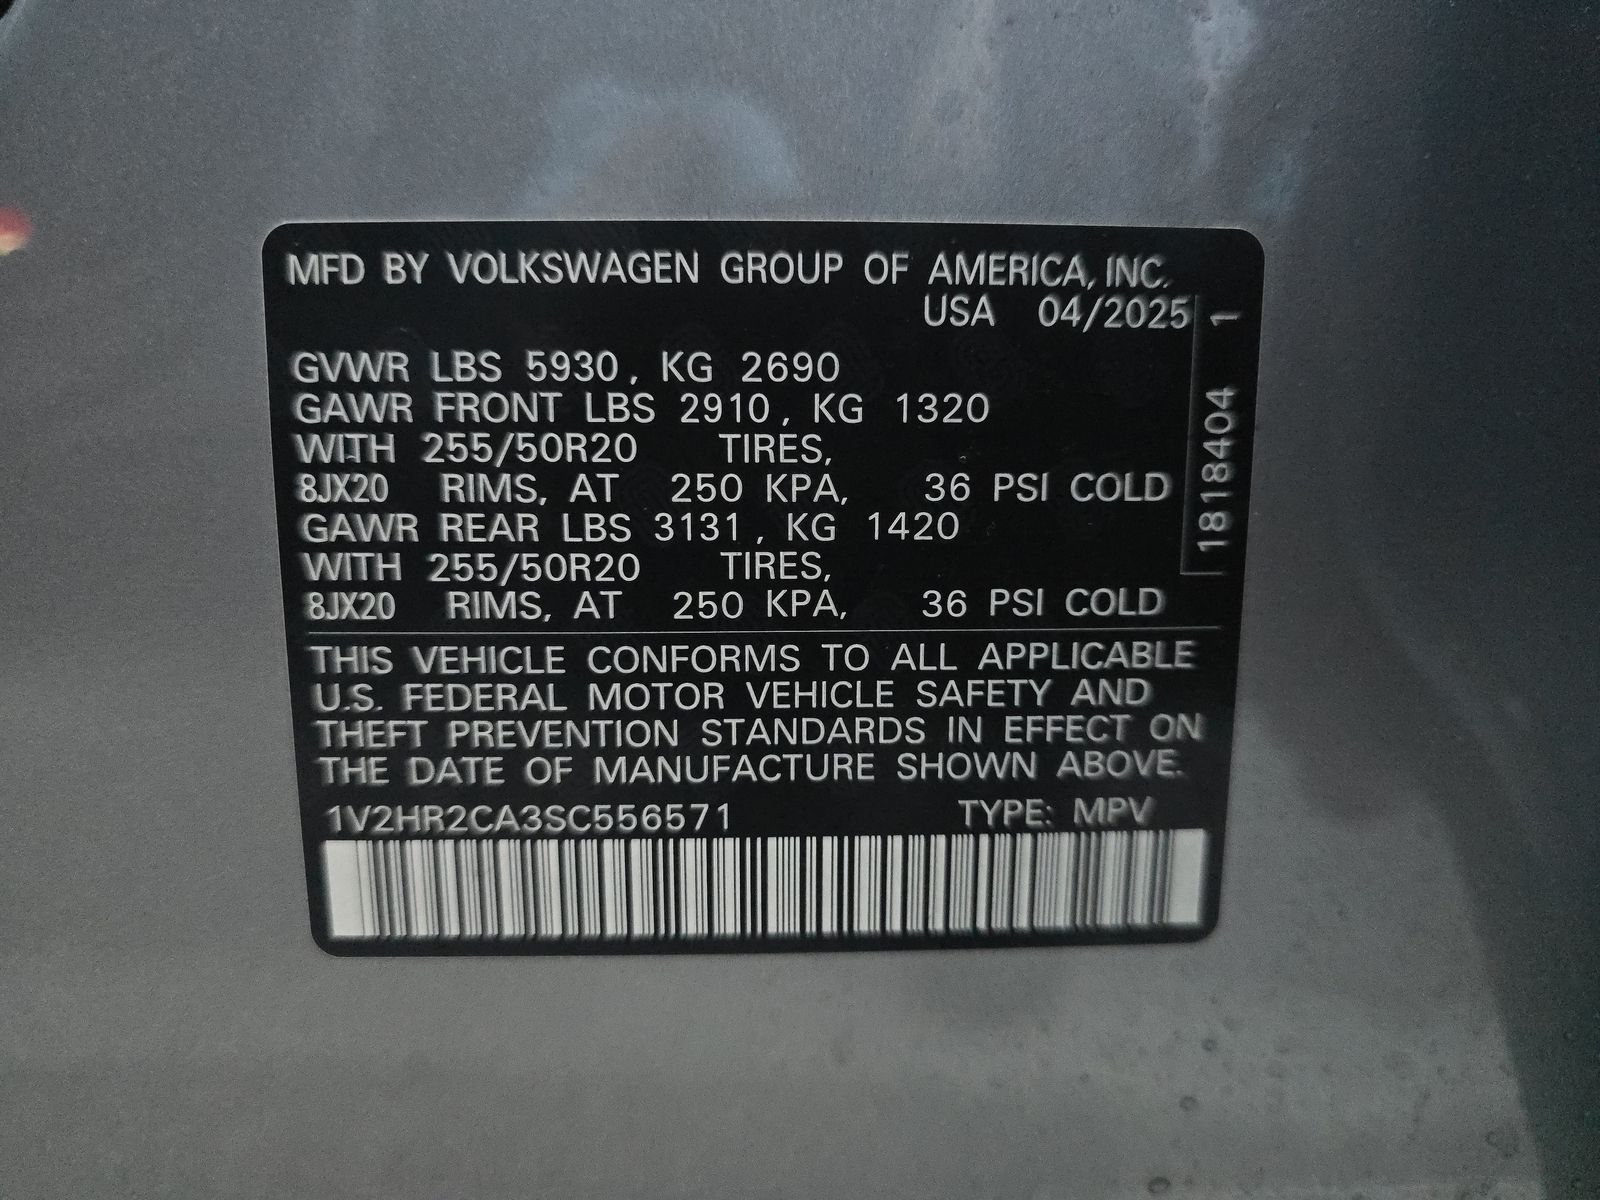 MFD BY VOLKSWAGEN GROUP OF AMERICA, INC.
USA 04/2025
GVWR LBS 5930, KG 2690
GAWR FRONT LBS 2910, KG 1320
WITH 255/50R20 TIRES,
8JX20 RIMS, AT 250 KPA, 36 PSI COLD
GAWR REAR LBS 3131, KG 1420
WITH 255/50R20 TIRES,
8JX20 RIMS, AT 250 KPA, 36 PSI COLD
1818404 1
THIS VEHICLE CONFORMS TO ALL APPLICABLE
U.S. FEDERAL MOTOR VEHICLE SAFETY AND
THEFT PREVENTION STANDARDS IN EFFECT ON
THE DATE OF MANUFACTURE SHOWN ABOVE.
1V2HR2CA3SC556571 TYPE: MPV